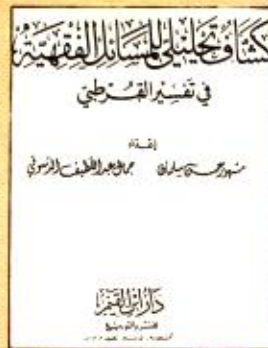 كشاف تحليلي للمسائل الفقهية
في تفسير القرطبي
إعداد
مشهور حسن سلمان جمال عبد اللطيف الدسوقي
دار ابن القيم
للنشر والتوزيع